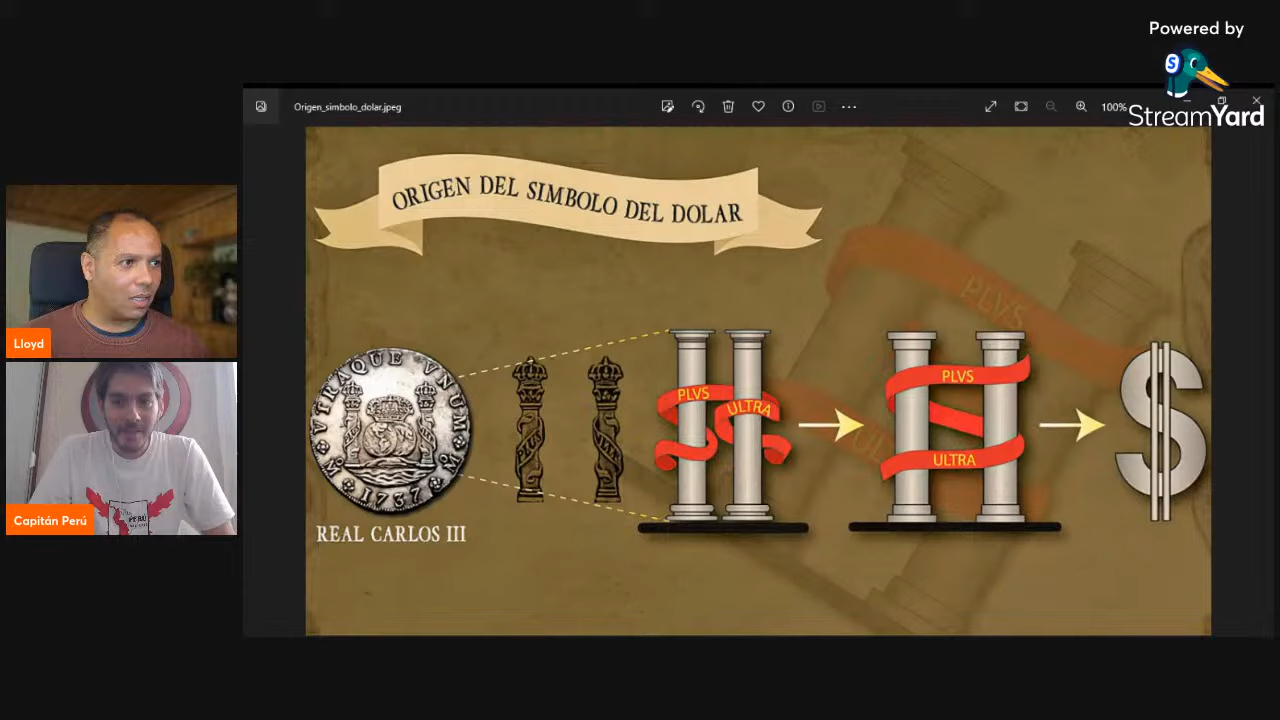 Powered by
StreamYard
Origen_simbolo_dolar.jpeg
100%
ORIGEN DEL SIMBOLO DEL DOLAR
PLVS
VTRAQUE VNUM
1737
REAL CARLOS III
PLVS
ULTRA
PLVS
ULTRA
$
Lloyd
Capitán Perú